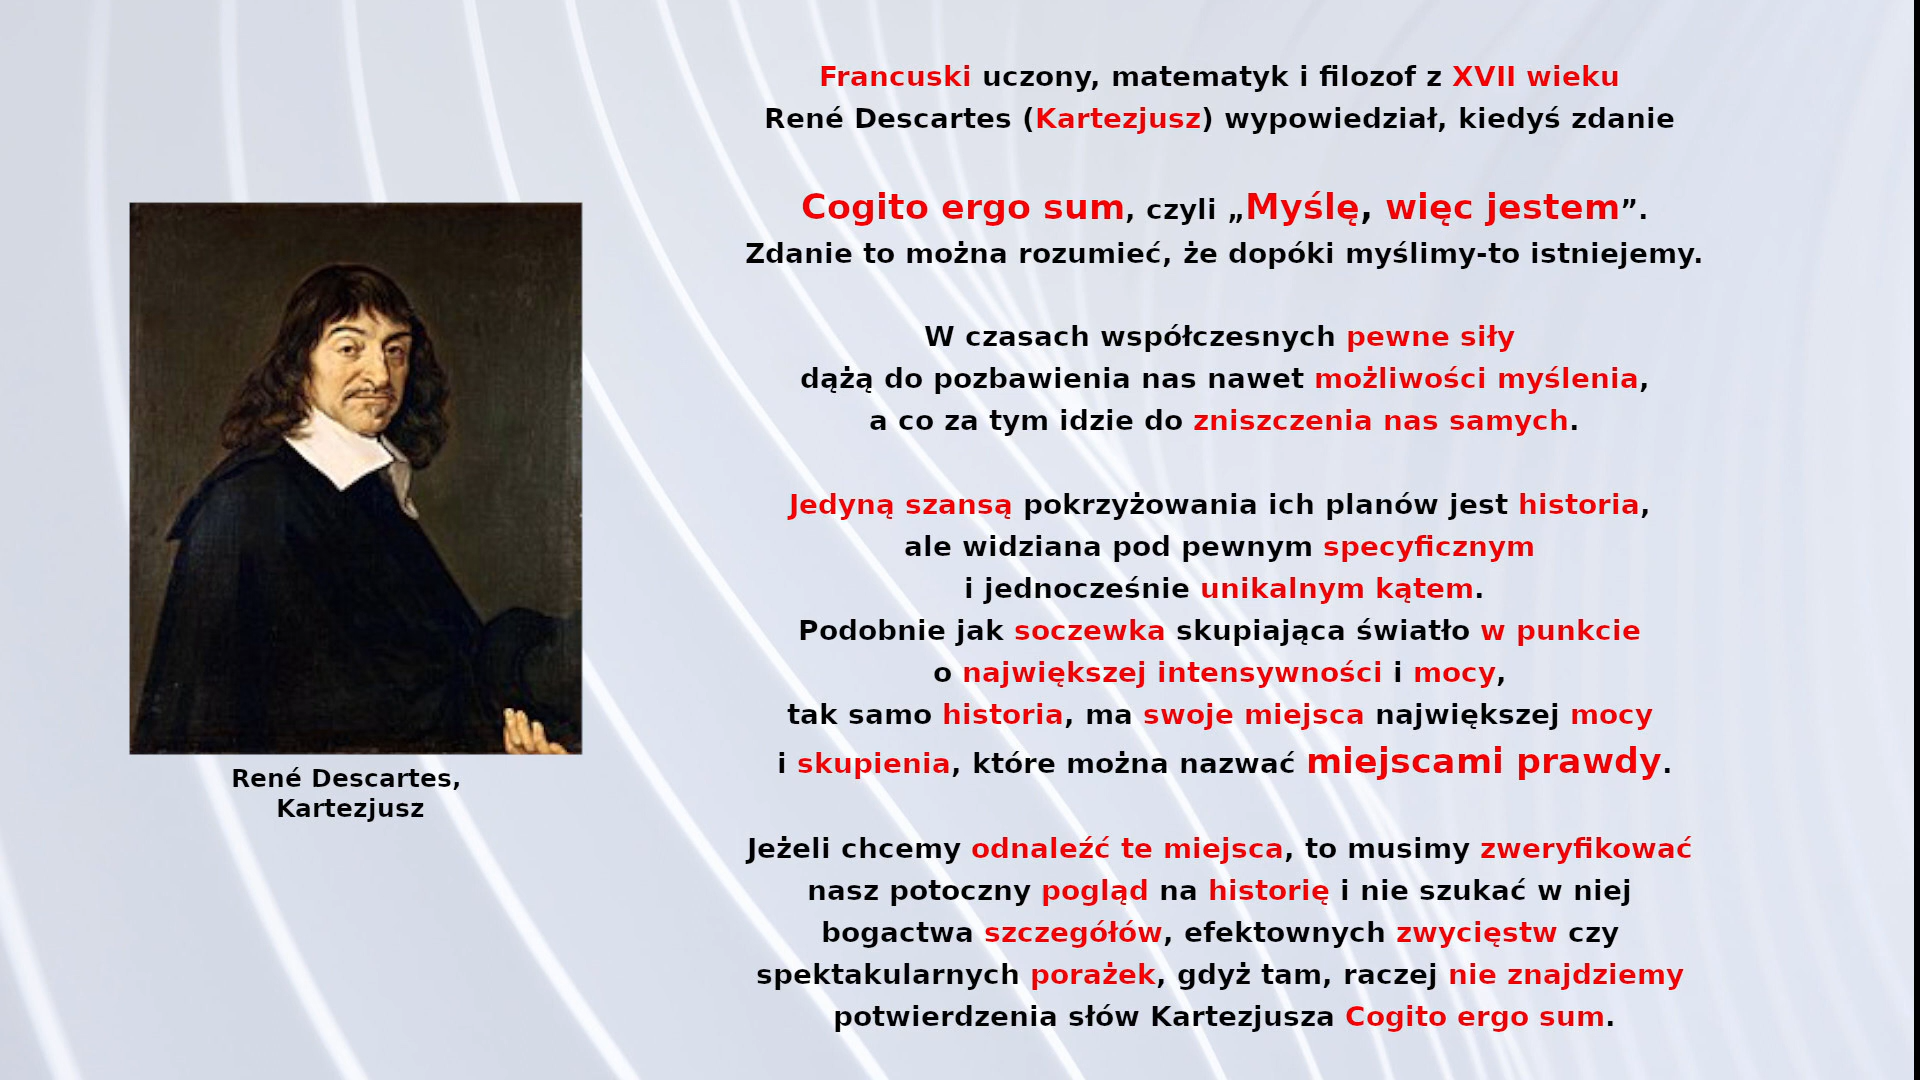 Francuski uczony, matematyk i filozof z XVII wieku
René Descartes (Kartezjusz) wypowiedział, kiedyś zdanie
Cogito ergo sum, czyli „Myślę, więc jestem”.
Zdanie to można rozumieć, że dopóki myślimy-to istniejemy.
W czasach współczesnych pewne siły
dążą do pozbawienia nas nawet możliwości myślenia,
a co za tym idzie do zniszczenia nas samych.
Jedyną szansą pokrzyżowania ich planów jest historia,
ale widziana pod pewnym specyficznym
i jednocześnie unikalnym kątem.
Podobnie jak soczewka skupiająca światło w punkcie
o największej intensywności i mocy,
tak samo historia, ma swoje miejsca największej mocy
i skupienia, które można nazwać miejscami prawdy.
Jeżeli chcemy odnaleźć te miejsca, to musimy zweryfikować
nasz potoczny pogląd na historię i nie szukać w niej
bogactwa szczegółów, efektownych zwycięstw czy
spektakularnych porażek, gdyż tam, raczej nie znajdziemy
potwierdzenia słów Kartezjusza Cogito ergo sum.
René Descartes,
Kartezjusz